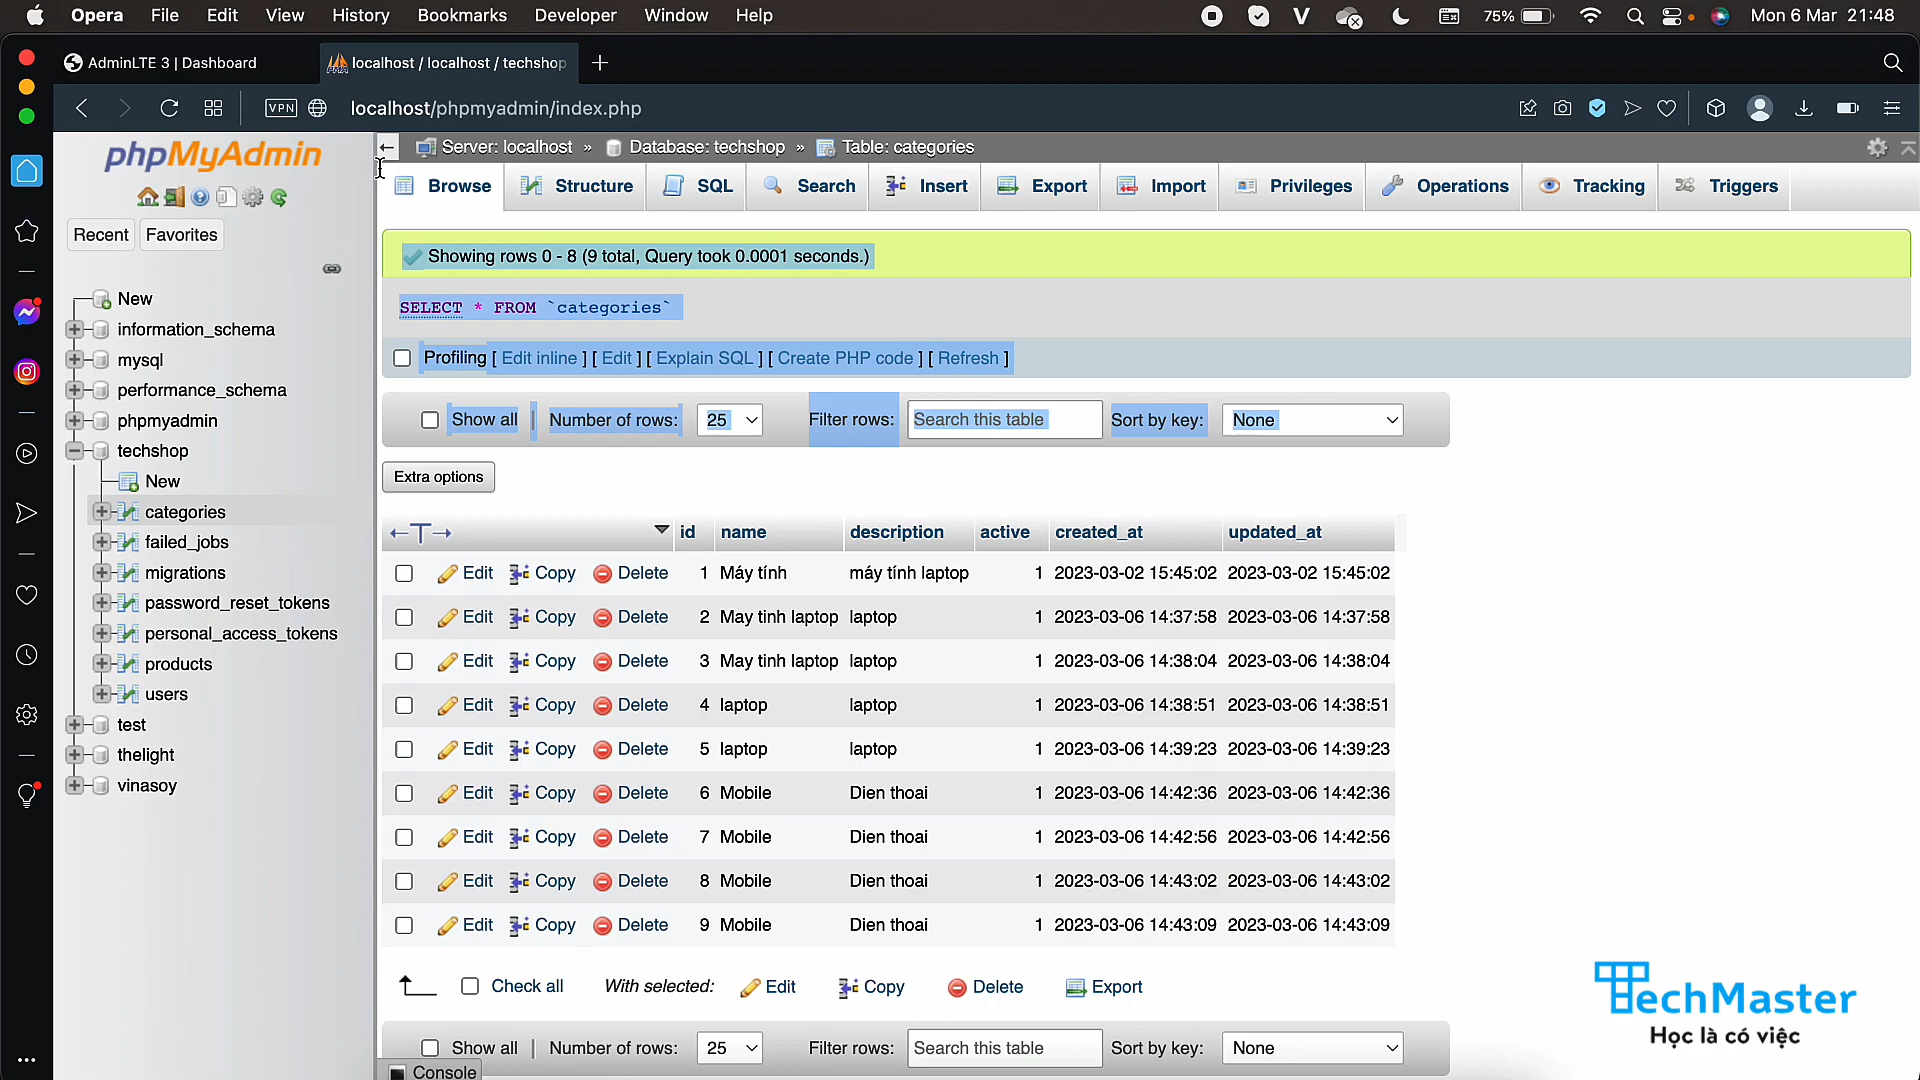 Opera File Edit View History Bookmarks Developer Window Help 75% Mon 6 Mar 21:48
AdminLTE 3 | Dashboard localhost / localhost / techshop
VPN localhost/phpmyadmin/index.php
phpMyAdmin
Recent Favorites
New
information_schema
mysql
performance_schema
phpmyadmin
techshop
New
categories
failed_jobs
migrations
password_reset_tokens
personal_access_tokens
products
users
test
thelight
vinasoy
Server: localhost » Database: techshop » Table: categories
Browse Structure SQL Search Insert Export Import Privileges Operations Tracking Triggers
Showing rows 0 - 8 (9 total, Query took 0.0001 seconds.)
SELECT * FROM `categories`
Profiling [ Edit inline ] [ Edit ] [ Explain SQL ] [ Create PHP code ] [ Refresh ]
Show all | Number of rows: 25 Filter rows: Search this table Sort by key: None
Extra options
←T→ id name description active created_at updated_at
Edit Copy Delete 1 Máy tính máy tính laptop 1 2023-03-02 15:45:02 2023-03-02 15:45:02
Edit Copy Delete 2 May tinh laptop laptop 1 2023-03-06 14:37:58 2023-03-06 14:37:58
Edit Copy Delete 3 May tinh laptop laptop 1 2023-03-06 14:38:04 2023-03-06 14:38:04
Edit Copy Delete 4 laptop laptop 1 2023-03-06 14:38:51 2023-03-06 14:38:51
Edit Copy Delete 5 laptop laptop 1 2023-03-06 14:39:23 2023-03-06 14:39:23
Edit Copy Delete 6 Mobile Dien thoai 1 2023-03-06 14:42:36 2023-03-06 14:42:36
Edit Copy Delete 7 Mobile Dien thoai 1 2023-03-06 14:42:56 2023-03-06 14:42:56
Edit Copy Delete 8 Mobile Dien thoai 1 2023-03-06 14:43:02 2023-03-06 14:43:02
Edit Copy Delete 9 Mobile Dien thoai 1 2023-03-06 14:43:09 2023-03-06 14:43:09
Check all With selected: Edit Copy Delete Export
Show all | Number of rows: 25 Filter rows: Search this table Sort by key: None
Console
TechMaster
Học là có việc